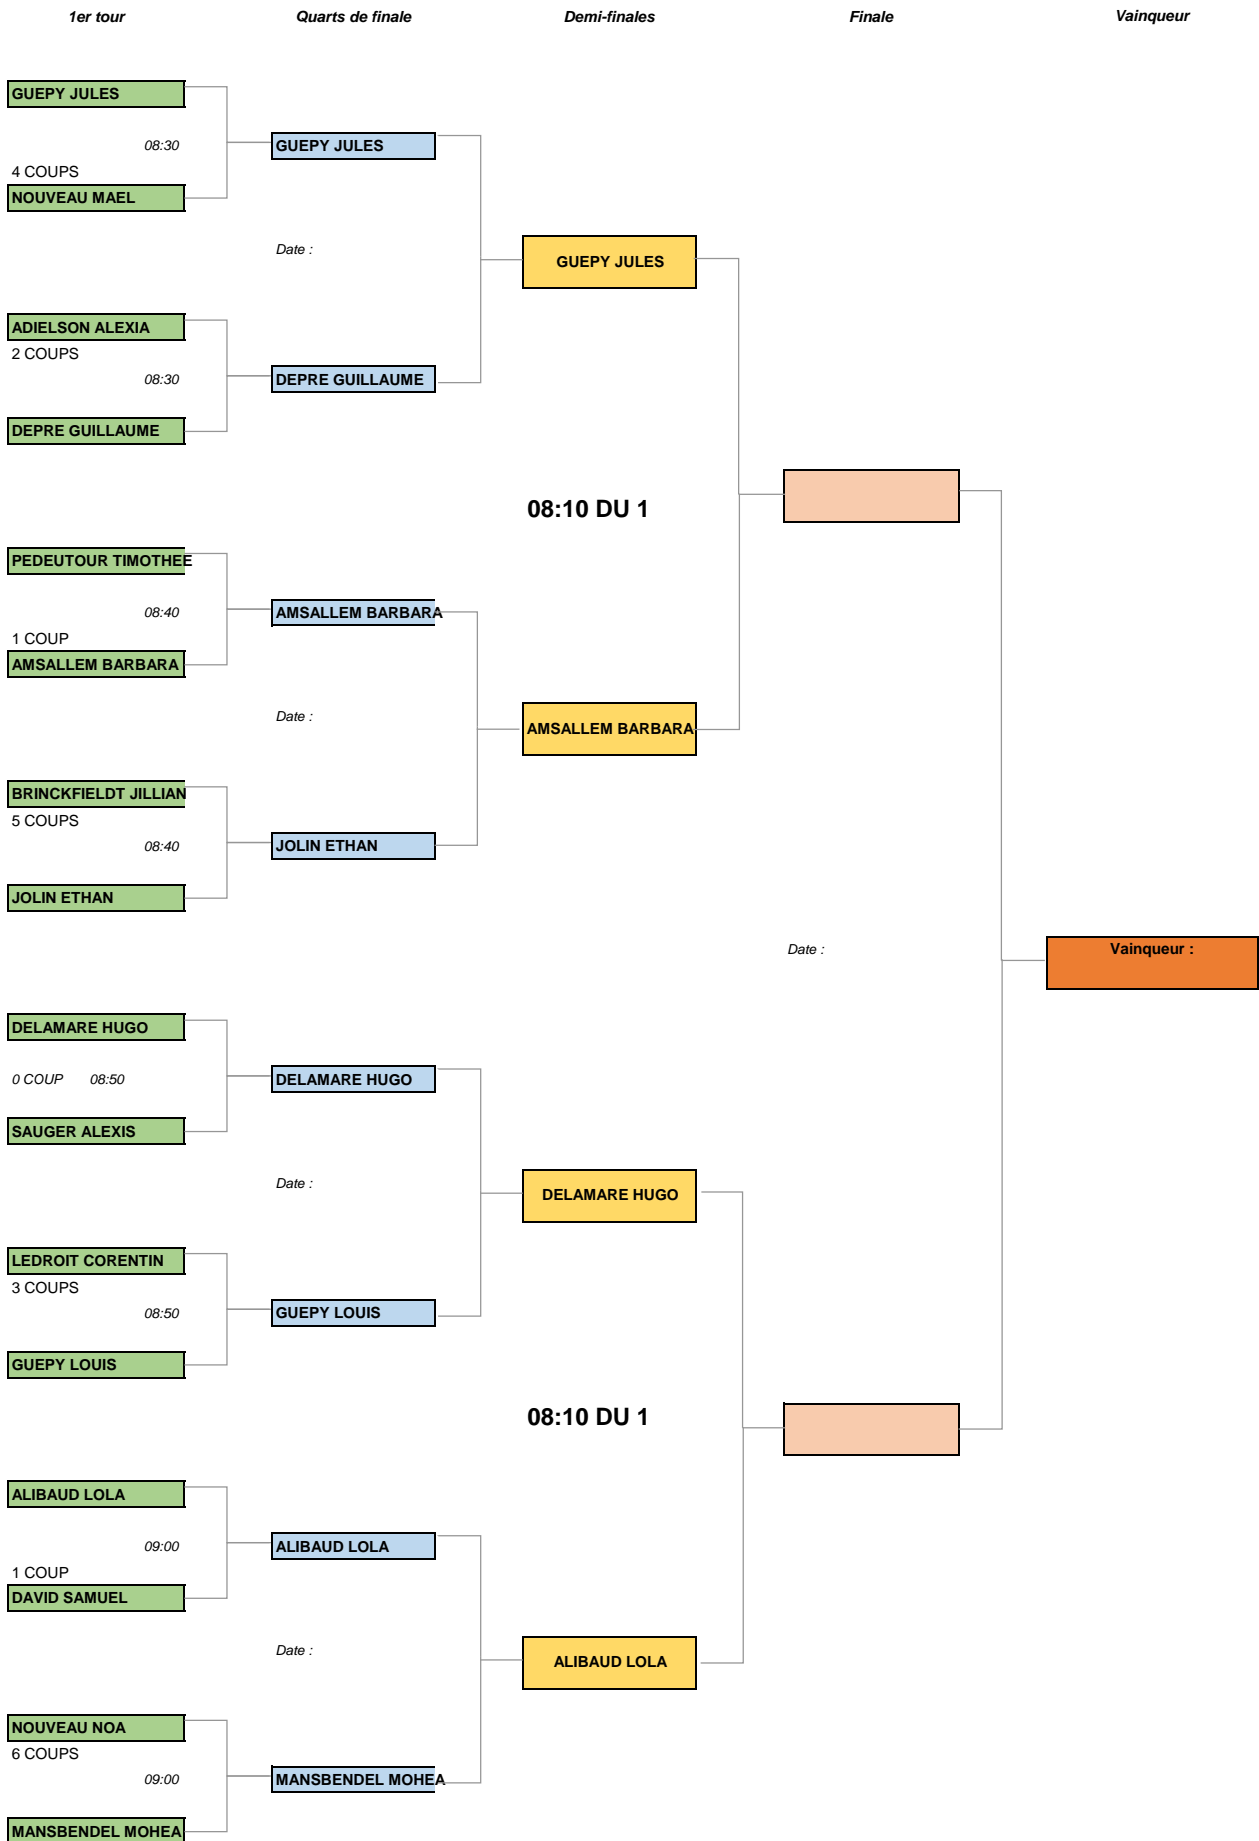 1er tour
Quarts de finale
Demi-finales
Finale
Vainqueur
GUEPY JULES
08:30
GUEPY JULES
4 COUPS
NOUVEAU MAEL
Date :
GUEPY JULES
ADIELSON ALEXIA
2 COUPS
08:30
DEPRE GUILLAUME
DEPRE GUILLAUME
08:10 DU 1
PEDEUTOUR TIMOTHEE
08:40
AMSALLEM BARBARA
1 COUP
AMSALLEM BARBARA
Date :
AMSALLEM BARBARA
BRINCKFIELDT JILLIAN
5 COUPS
08:40
JOLIN ETHAN
JOLIN ETHAN
Date :
Vainqueur :
DELAMARE HUGO
0 COUP 08:50
DELAMARE HUGO
SAUGER ALEXIS
Date :
DELAMARE HUGO
LEDROIT CORENTIN
3 COUPS
08:50
GUEPY LOUIS
GUEPY LOUIS
08:10 DU 1
ALIBAUD LOLA
09:00
ALIBAUD LOLA
1 COUP
DAVID SAMUEL
Date :
ALIBAUD LOLA
NOUVEAU NOA
6 COUPS
09:00
MANSBENDEL MOHEA
MANSBENDEL MOHEA